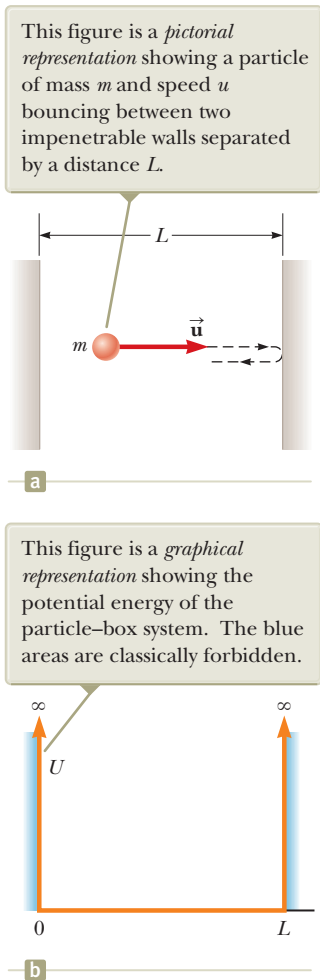 This figure is a pictorial
representation showing a particle
of mass m and speed u
bouncing between two
impenetrable walls separated
by a distance L.
L
m
u⃗
a
This figure is a graphical
representation showing the
potential energy of the
particle–box system. The blue
areas are classically forbidden.
∞ ∞
U
0 L
b